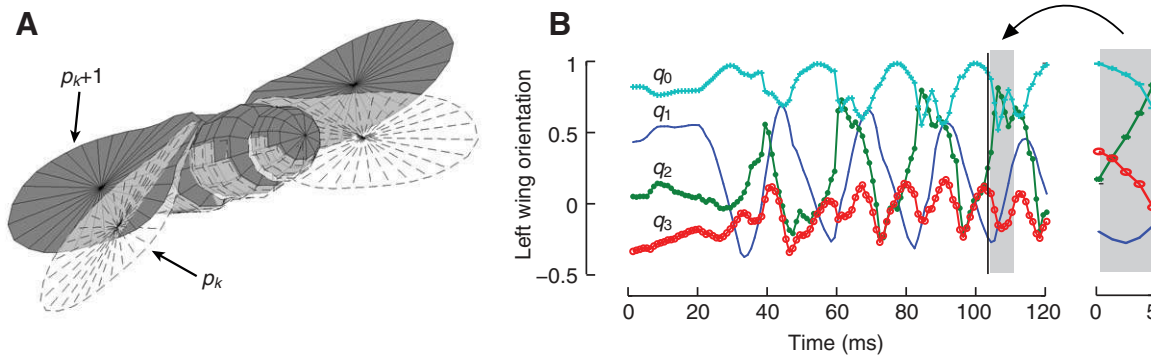 A
p_k+1
p_k
B
Left wing orientation
1
0.5
0
−0.5
q_0
q_1
q_2
q_3
0
20
40
60
80
100
120
0
5
Time (ms)